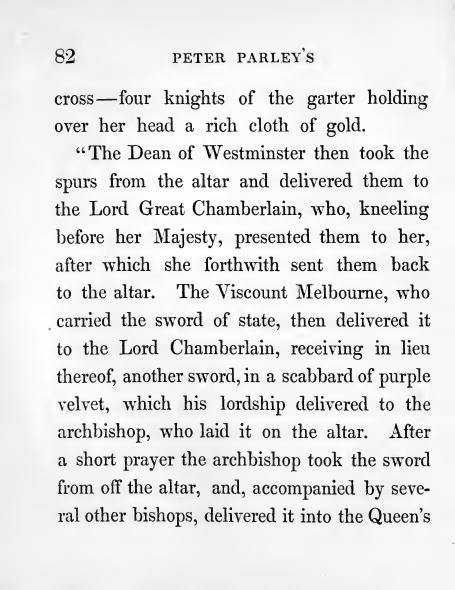 82 PETER PARLEY'S
cross—four knights of the garter holding
over her head a rich cloth of gold.
"The Dean of Westminster then took the
spurs from the altar and delivered them to
the Lord Great Chamberlain, who, kneeling
before her Majesty, presented them to her,
after which she forthwith sent them back
to the altar. The Viscount Melbourne, who
carried the sword of state, then delivered it
to the Lord Chamberlain, receiving in lieu
thereof, another sword, in a scabbard of purple
velvet, which his lordship delivered to the
archbishop, who laid it on the altar. After
a short prayer the archbishop took the sword
from off the altar, and, accompanied by seve-
ral other bishops, delivered it into the Queen's